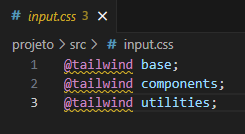 # input.css 3 ×
projeto > src > # input.css
1 @tailwind base;
2 @tailwind components;
3 @tailwind utilities;